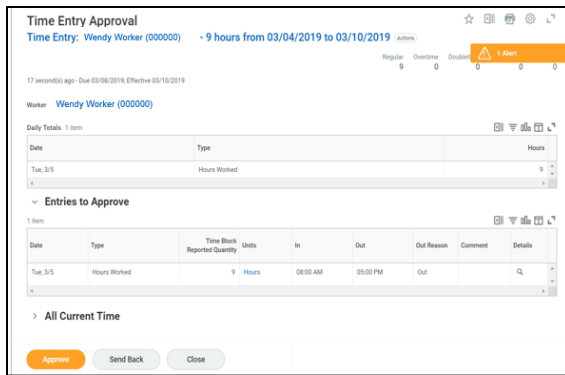 Time Entry Approval
Time Entry: Wendy Worker (000000) - 9 hours from 03/04/2019 to 03/10/2019 Actions
1 Alert
Regular Overtime Doublet
9 0 0 0 0
17 second(s) ago - Due 03/08/2019; Effective 03/10/2019
Worker Wendy Worker (000000)
Daily Totals 1 item
Date Type Hours
Tue, 3/5 Hours Worked 9
Entries to Approve
1 item
Date Type Time Block Reported Quantity Units In Out Out Reason Comment Details
Tue, 3/5 Hours Worked 9 Hours 08:00 AM 05:00 PM Out
All Current Time
Approve Send Back Close